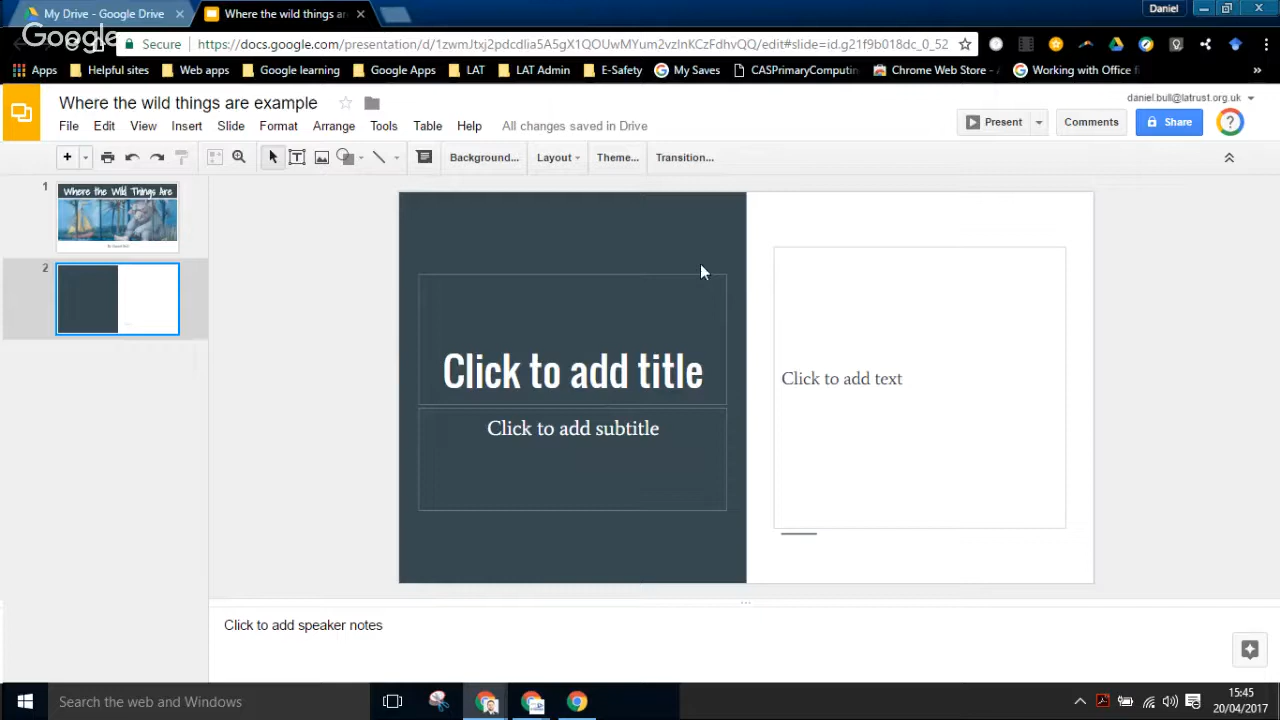 My Drive - Google Drive
Where the wild things ar
Daniel
Google
Secure
https://docs.google.com/presentation/d/1zwmJtxj2pdcdlia5A5gX1QOUwMYum2vzlnKCzFdhvQQ/edit#slide=id.g21f9b018dc_0_52
Apps
Helpful sites
Web apps
Google learning
Google Apps
LAT
LAT Admin
E-Safety
My Saves
CASPrimaryComputin
Chrome Web Store - A
Working with Office f
Where the wild things are example
daniel.bull@latrust.org.uk
File Edit View Insert Slide Format Arrange Tools Table Help All changes saved in Drive
Present
Comments
Share
Background...
Layout
Theme...
Transition...
1
Where the Wild Things Are
2
Click to add title
Click to add subtitle
Click to add text
Click to add speaker notes
Search the web and Windows
15:45
20/04/2017